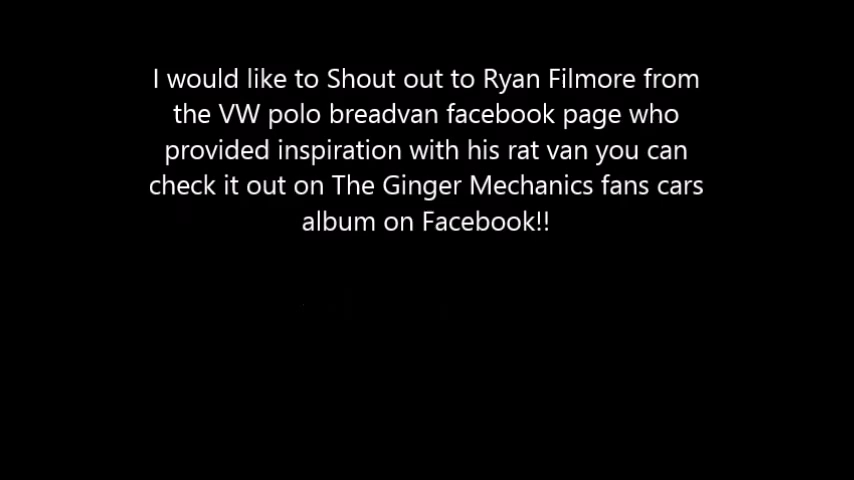 I would like to Shout out to Ryan Filmore from
the VW polo breadvan facebook page who
provided inspiration with his rat van you can
check it out on The Ginger Mechanics fans cars
album on Facebook!!